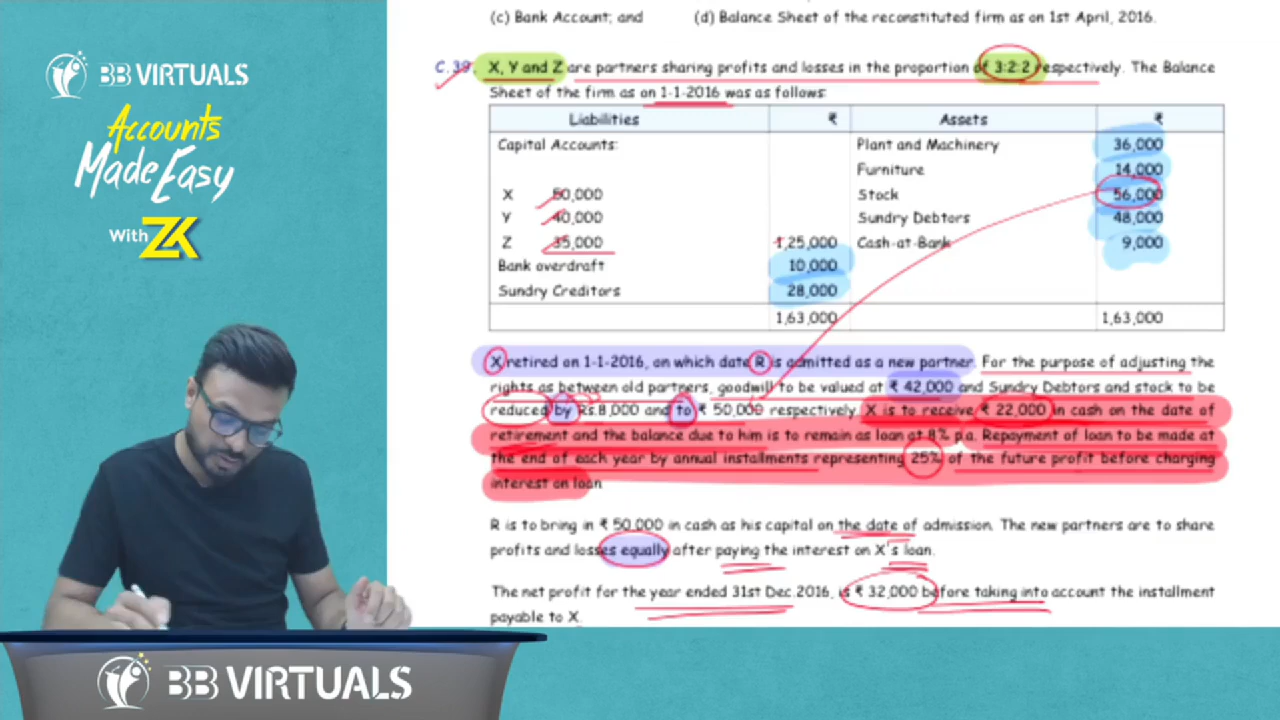 (c) Bank Account; and (d) Balance Sheet of the reconstituted firm as on 1st April, 2016.
BB VIRTUALS
Accounts
Made Easy
With ZK
C.39. X, Y and Z are partners sharing profits and losses in the proportion of 3:2:2 respectively. The Balance
Sheet of the firm as on 1-1-2016 was as follows:
Liabilities ₹ Assets ₹
Capital Accounts: Plant and Machinery 36,000
Furniture 14,000
X 50,000 Stock 56,000
Y 40,000 Sundry Debtors 48,000
Z 35,000 1,25,000 Cash-at-Bank 9,000
Bank overdraft 10,000
Sundry Creditors 28,000
1,63,000 1,63,000
X retired on 1-1-2016, on which date R is admitted as a new partner. For the purpose of adjusting the
rights as between old partners, goodwill to be valued at ₹ 42,000 and Sundry Debtors and stock to be
reduced by Rs.8,000 and to ₹ 50,000 respectively. X is to receive ₹ 22,000 in cash on the date of
retirement and the balance due to him is to remain as loan at 8% p.a. Repayment of loan to be made at
the end of each year by annual installments representing 25% of the future profit before charging
interest on loan
R is to bring in ₹ 50,000 in cash as his capital on the date of admission. The new partners are to share
profits and losses equally after paying the interest on X's loan.
The net profit for the year ended 31st Dec.2016, is ₹ 32,000 before taking into account the installment
payable to X.
BB VIRTUALS